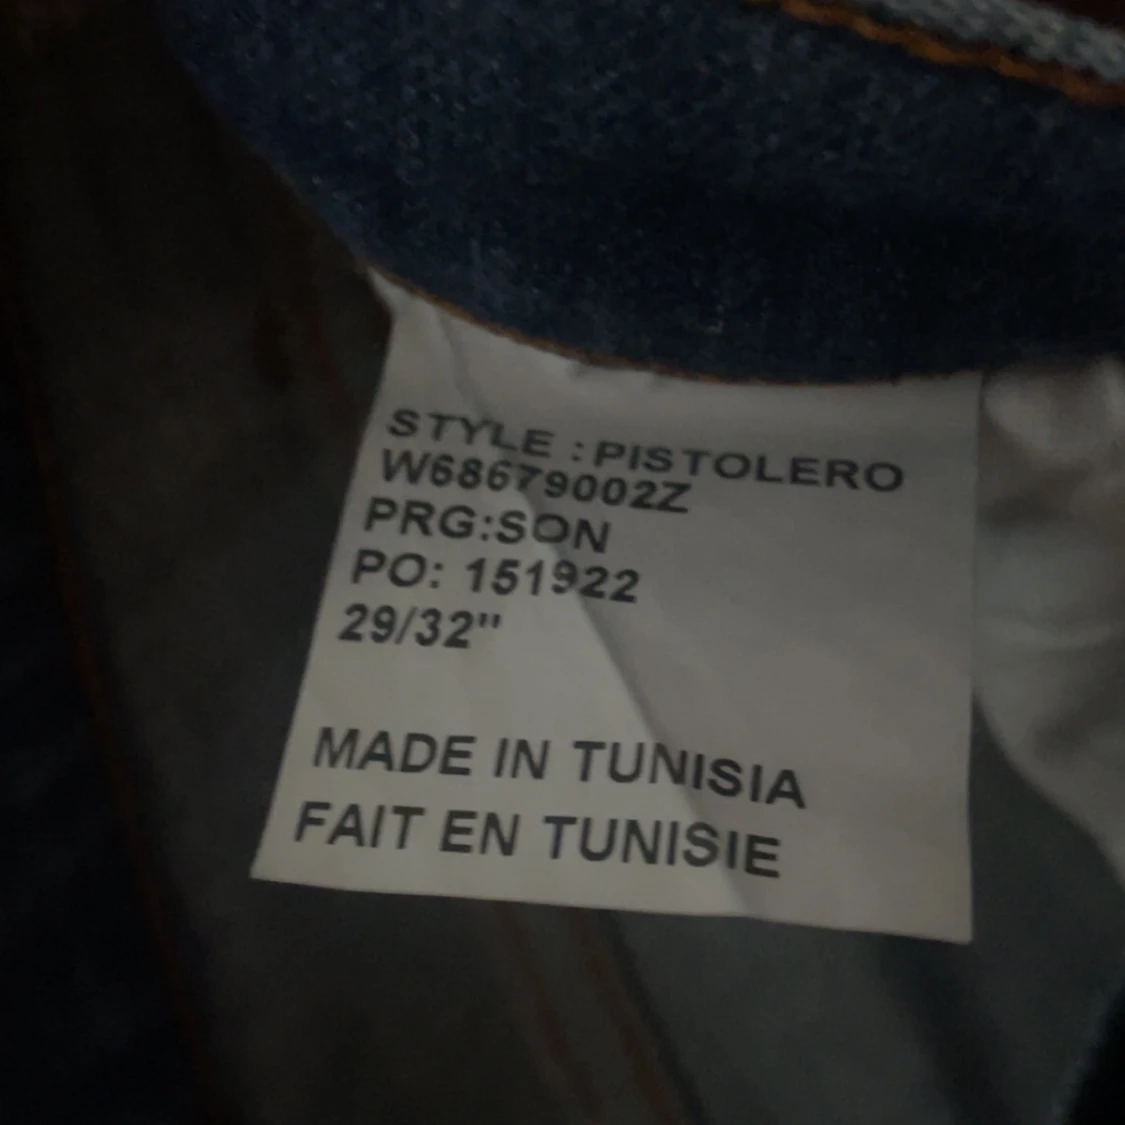 STYLE :PISTOLERO
W68679002Z
PRG:SON
PO: 151922
29/32"
MADE IN TUNISIA
FAIT EN TUNISIE